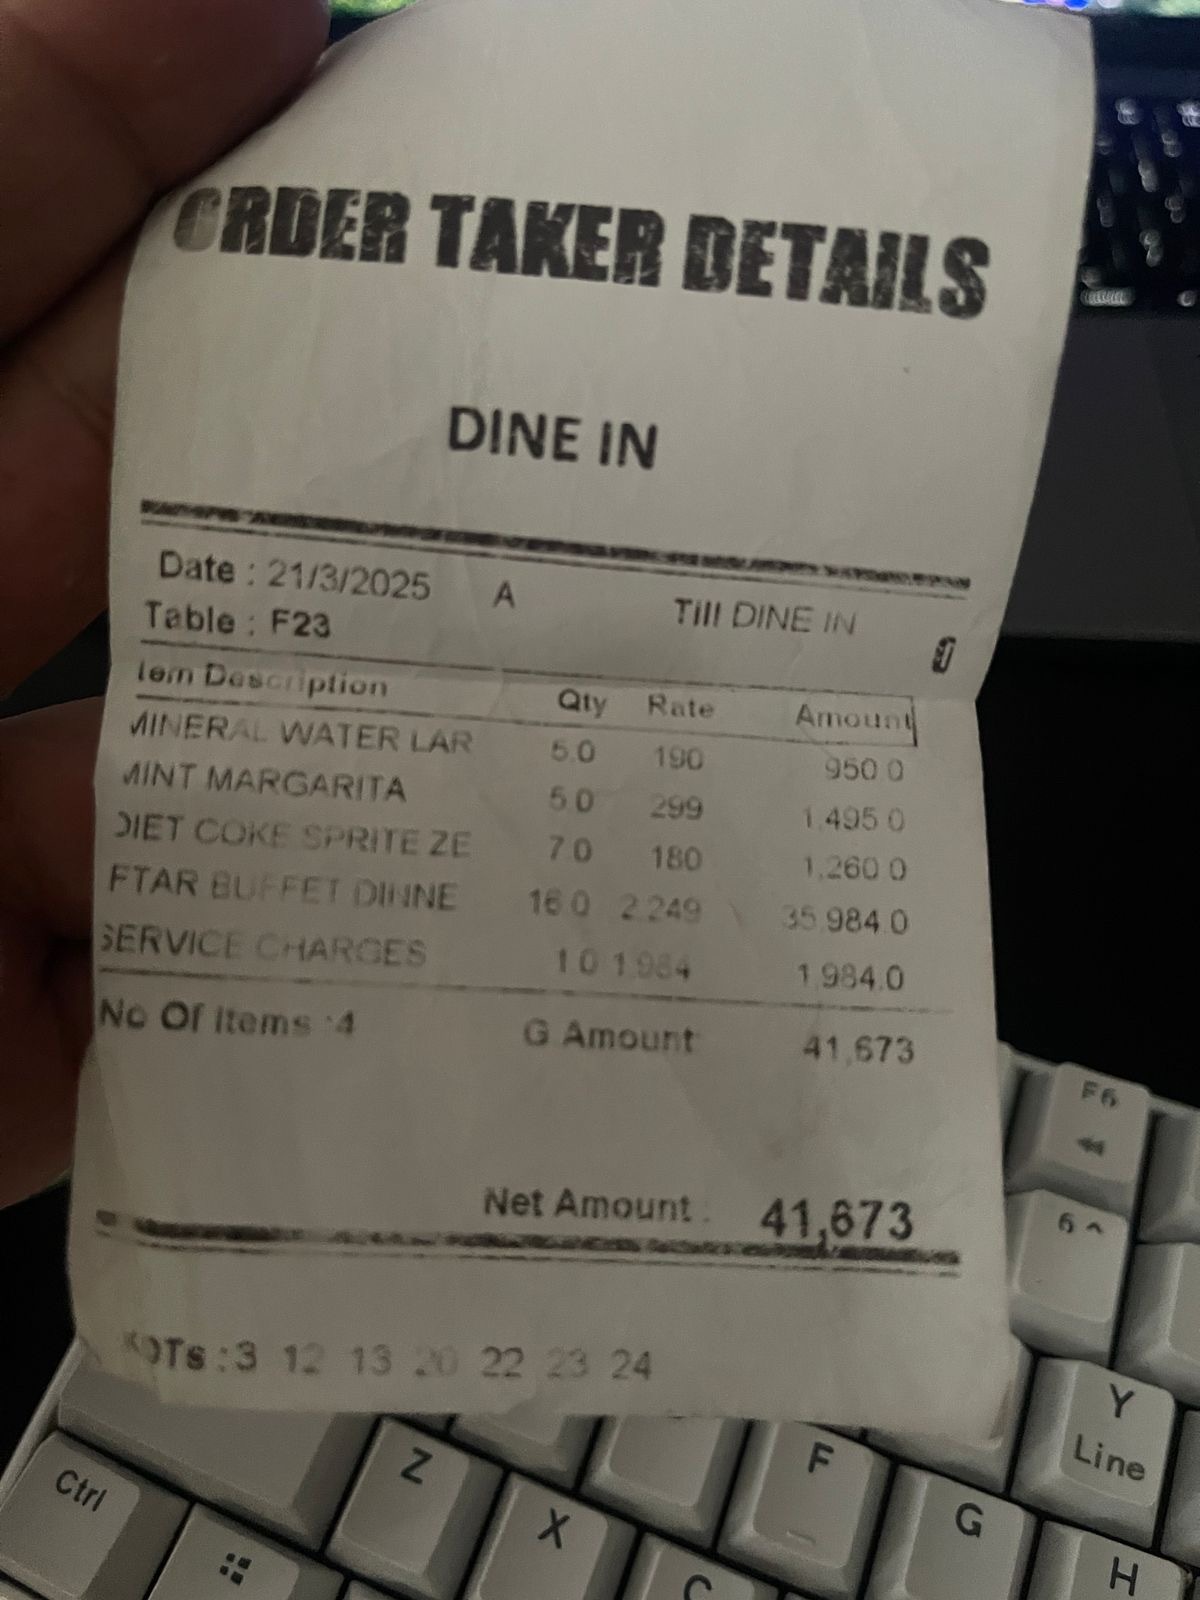 ORDER TAKER DETAILS
DINE IN
Date : 21/3/2025 A Till DINE IN
Table : F23
Item Description Qty Rate Amount
MINERAL WATER LAR 5.0 190 950.0
MINT MARGARITA 5.0 299 1,495.0
DIET COKE SPRITE ZE 7.0 180 1,260.0
FTAR BUFFET DINNE 16.0 2,249 35,984.0
SERVICE CHARGES 1.0 1,984 1,984.0
No Of Items :4 G Amount 41,673
Net Amount : 41,673
KOTs :3 12 13 20 22 23 24
F6
6 ^
Y
Line
Ctrl
Z
F
X
G
C
H